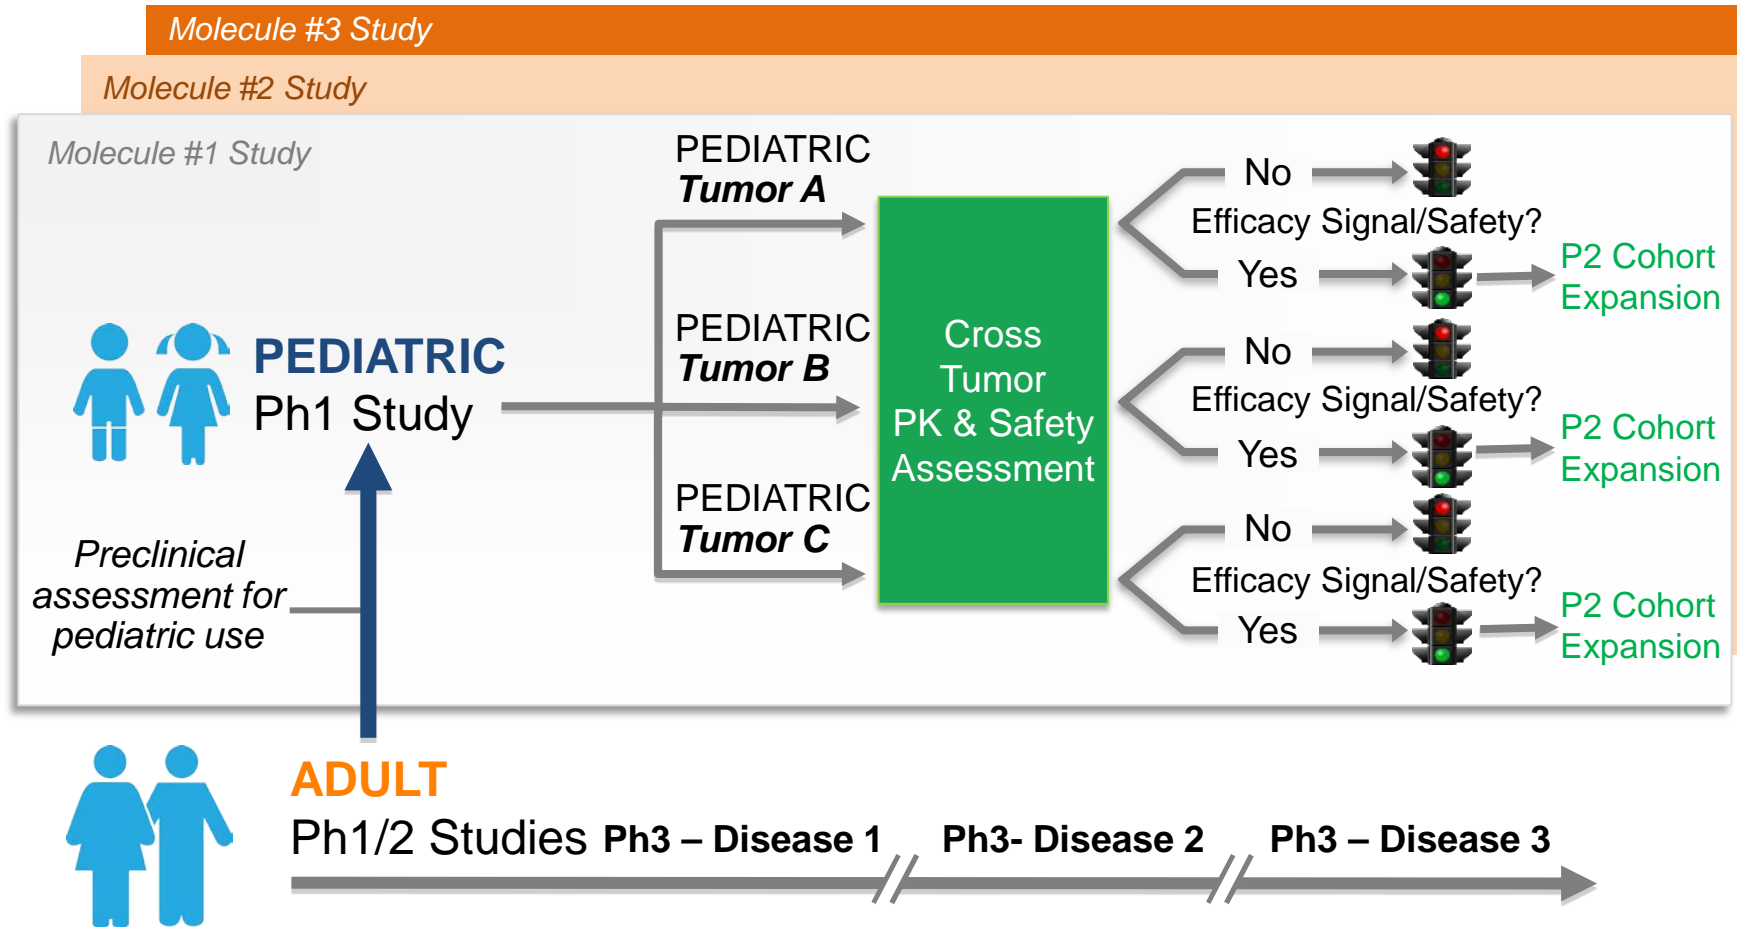 Molecule #3 Study
Molecule #2 Study
Molecule #1 Study
PEDIATRIC
Tumor A
No
Efficacy Signal/Safety?
Yes
P2 Cohort
Expansion
PEDIATRIC
Ph1 Study
PEDIATRIC
Tumor B
Cross
Tumor
PK & Safety
Assessment
No
Efficacy Signal/Safety?
Yes
P2 Cohort
Expansion
PEDIATRIC
Tumor C
No
Efficacy Signal/Safety?
Yes
P2 Cohort
Expansion
Preclinical
assessment for
pediatric use
ADULT
Ph1/2 Studies
Ph3 – Disease 1
Ph3- Disease 2
Ph3 – Disease 3